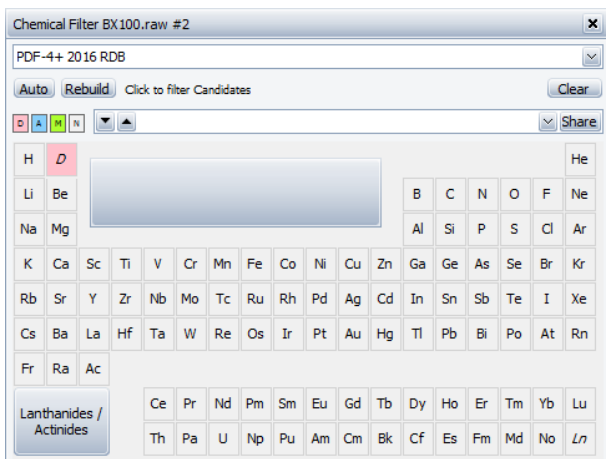 Chemical Filter BX100.raw #2
PDF-4+ 2016 RDB
Auto Rebuild Click to filter Candidates Clear
D A M N Share
H D He
Li Be B C N O F Ne
Na Mg Al Si P S Cl Ar
K Ca Sc Ti V Cr Mn Fe Co Ni Cu Zn Ga Ge As Se Br Kr
Rb Sr Y Zr Nb Mo Tc Ru Rh Pd Ag Cd In Sn Sb Te I Xe
Cs Ba La Hf Ta W Re Os Ir Pt Au Hg Tl Pb Bi Po At Rn
Fr Ra Ac
Lanthanides /
Actinides
Ce Pr Nd Pm Sm Eu Gd Tb Dy Ho Er Tm Yb Lu
Th Pa U Np Pu Am Cm Bk Cf Es Fm Md No Ln